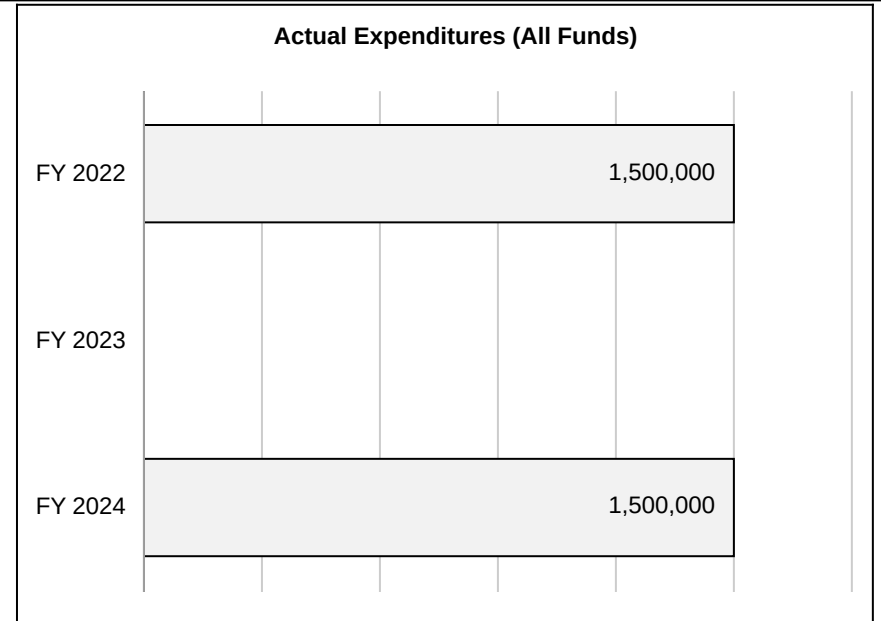 Actual Expenditures (All Funds)
FY 2022 1,500,000
FY 2023
FY 2024 1,500,000